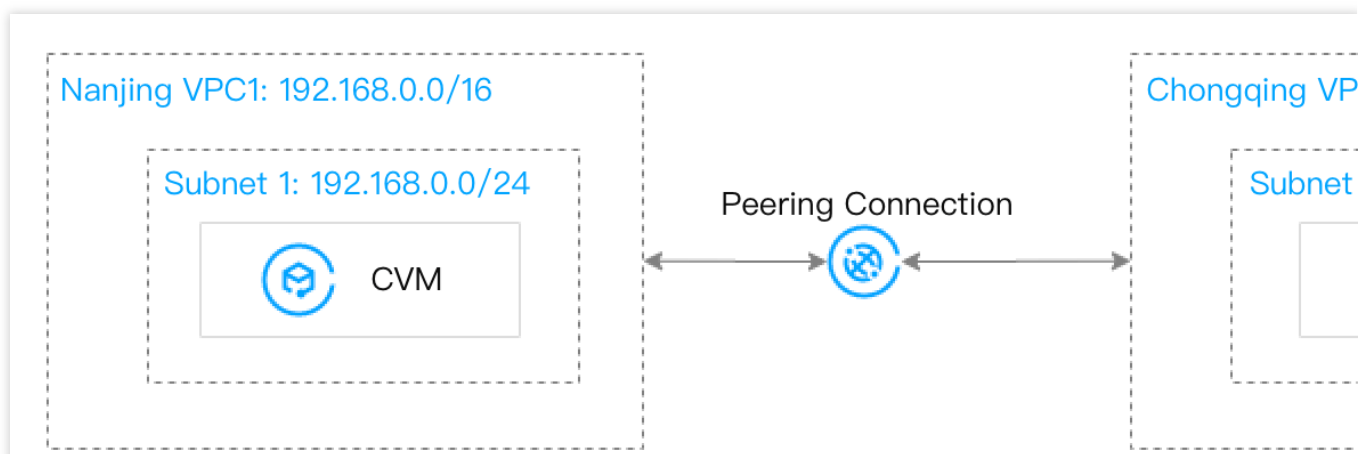 Nanjing VPC1: 192.168.0.0/16
Subnet 1: 192.168.0.0/24
CVM
Peering Connection
Chongqing VP
Subnet